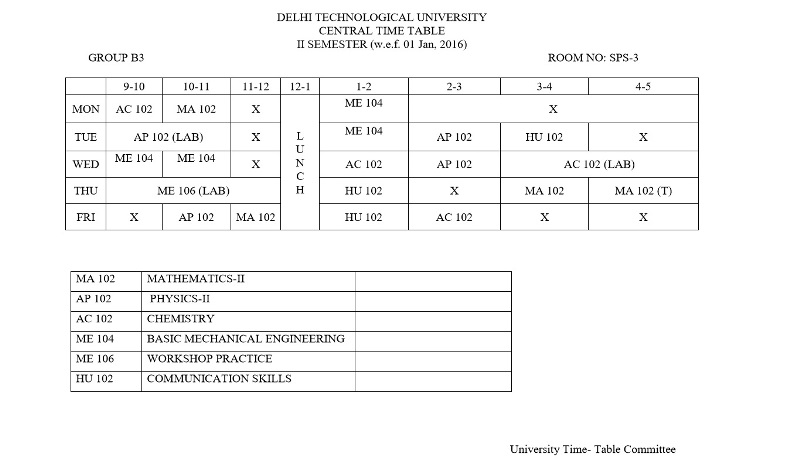 DELHI TECHNOLOGICAL UNIVERSITY
CENTRAL TIME TABLE
II SEMESTER (w.e.f. 01 Jan, 2016)
GROUP B3 ROOM NO: SPS-3
9-10 10-11 11-12 12-1 1-2 2-3 3-4 4-5
MON AC 102 MA 102 X ME 104 X
TUE AP 102 (LAB) X ME 104 AP 102 HU 102 X
WED ME 104 ME 104 X AC 102 AP 102 AC 102 (LAB)
THU ME 106 (LAB) HU 102 X MA 102 MA 102 (T)
FRI X AP 102 MA 102 HU 102 AC 102 X X
L
U
N
C
H
MA 102 MATHEMATICS-II
AP 102 PHYSICS-II
AC 102 CHEMISTRY
ME 104 BASIC MECHANICAL ENGINEERING
ME 106 WORKSHOP PRACTICE
HU 102 COMMUNICATION SKILLS
University Time- Table Committee